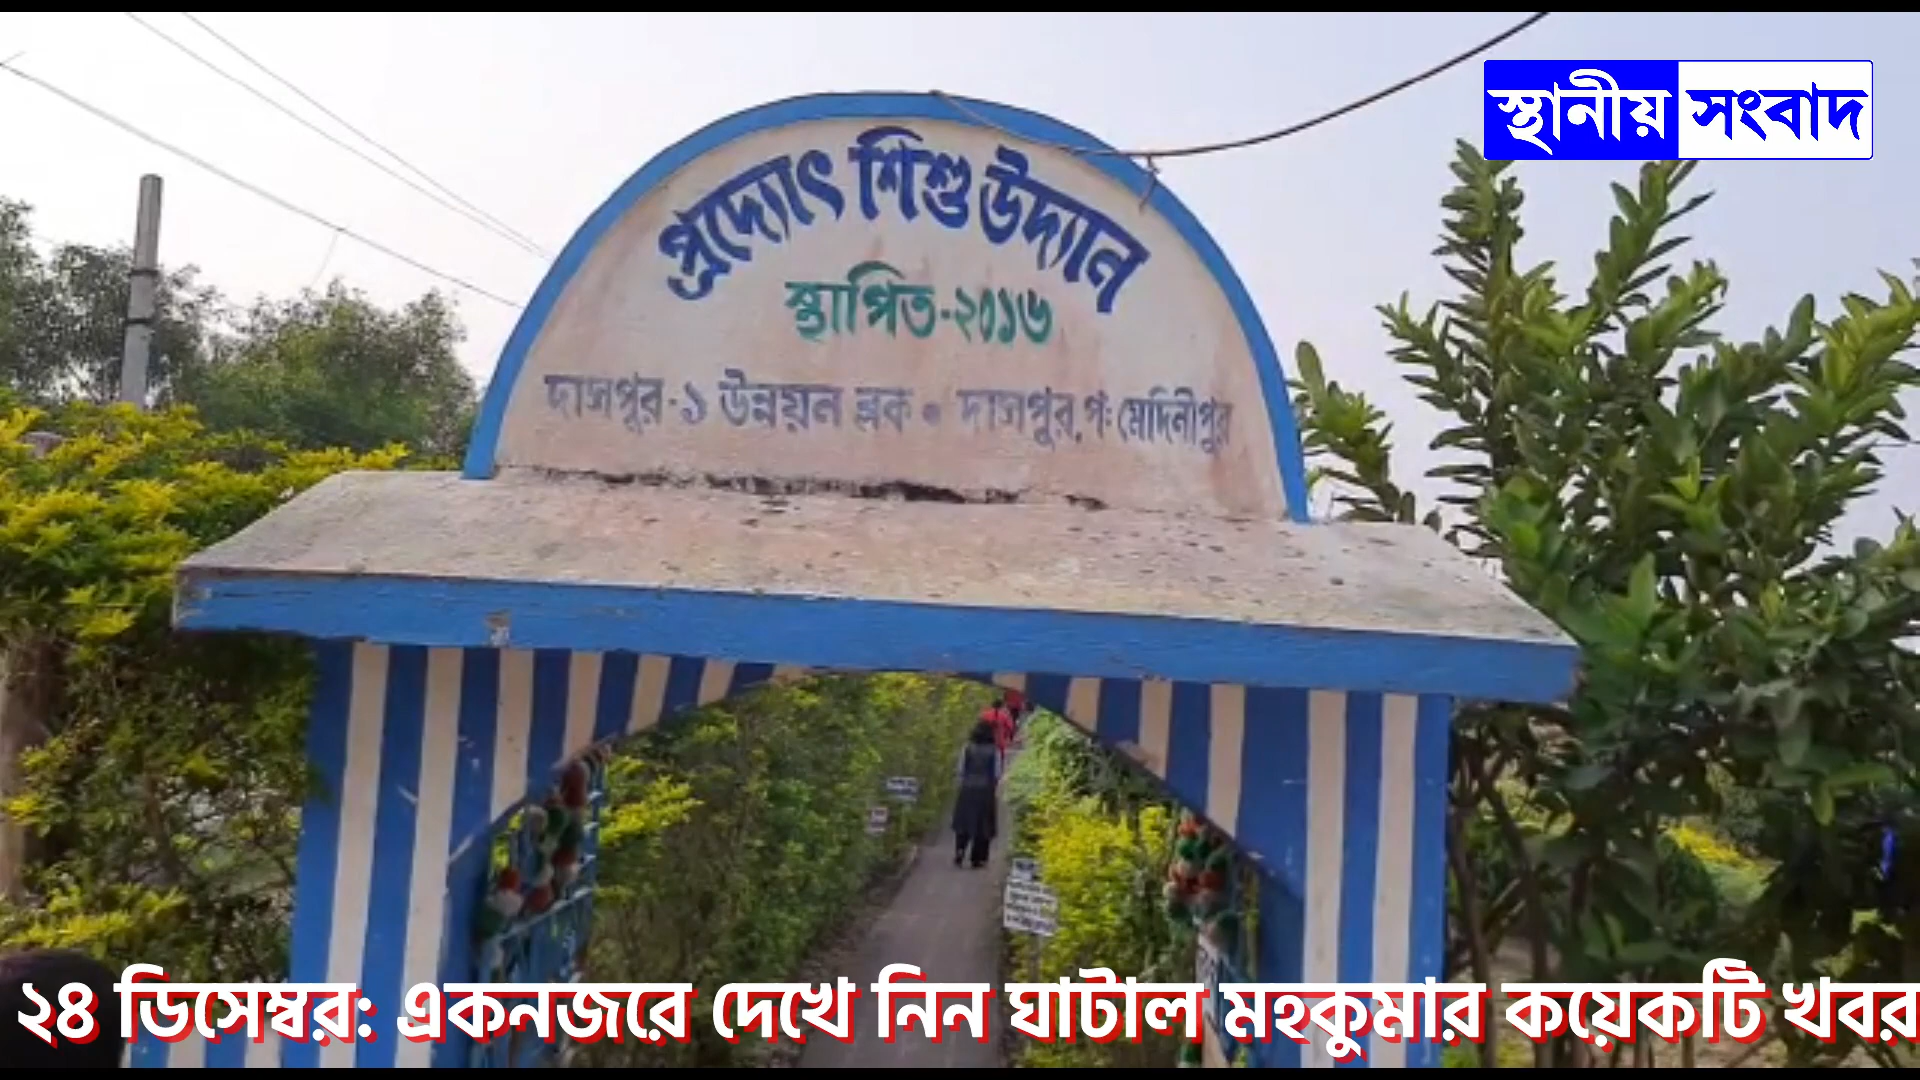 স্থানীয় সংবাদ
প্রদ্যোৎ শিশু উদ্যান
স্থাপিত-২০১৬
দাসপুর-১ উন্নয়ন ব্লক • দাসপুর, পঃ মেদিনীপুর
২৪ ডিসেম্বর: একনজরে দেখে নিন ঘাটাল মহকুমার কয়েকটি খবর